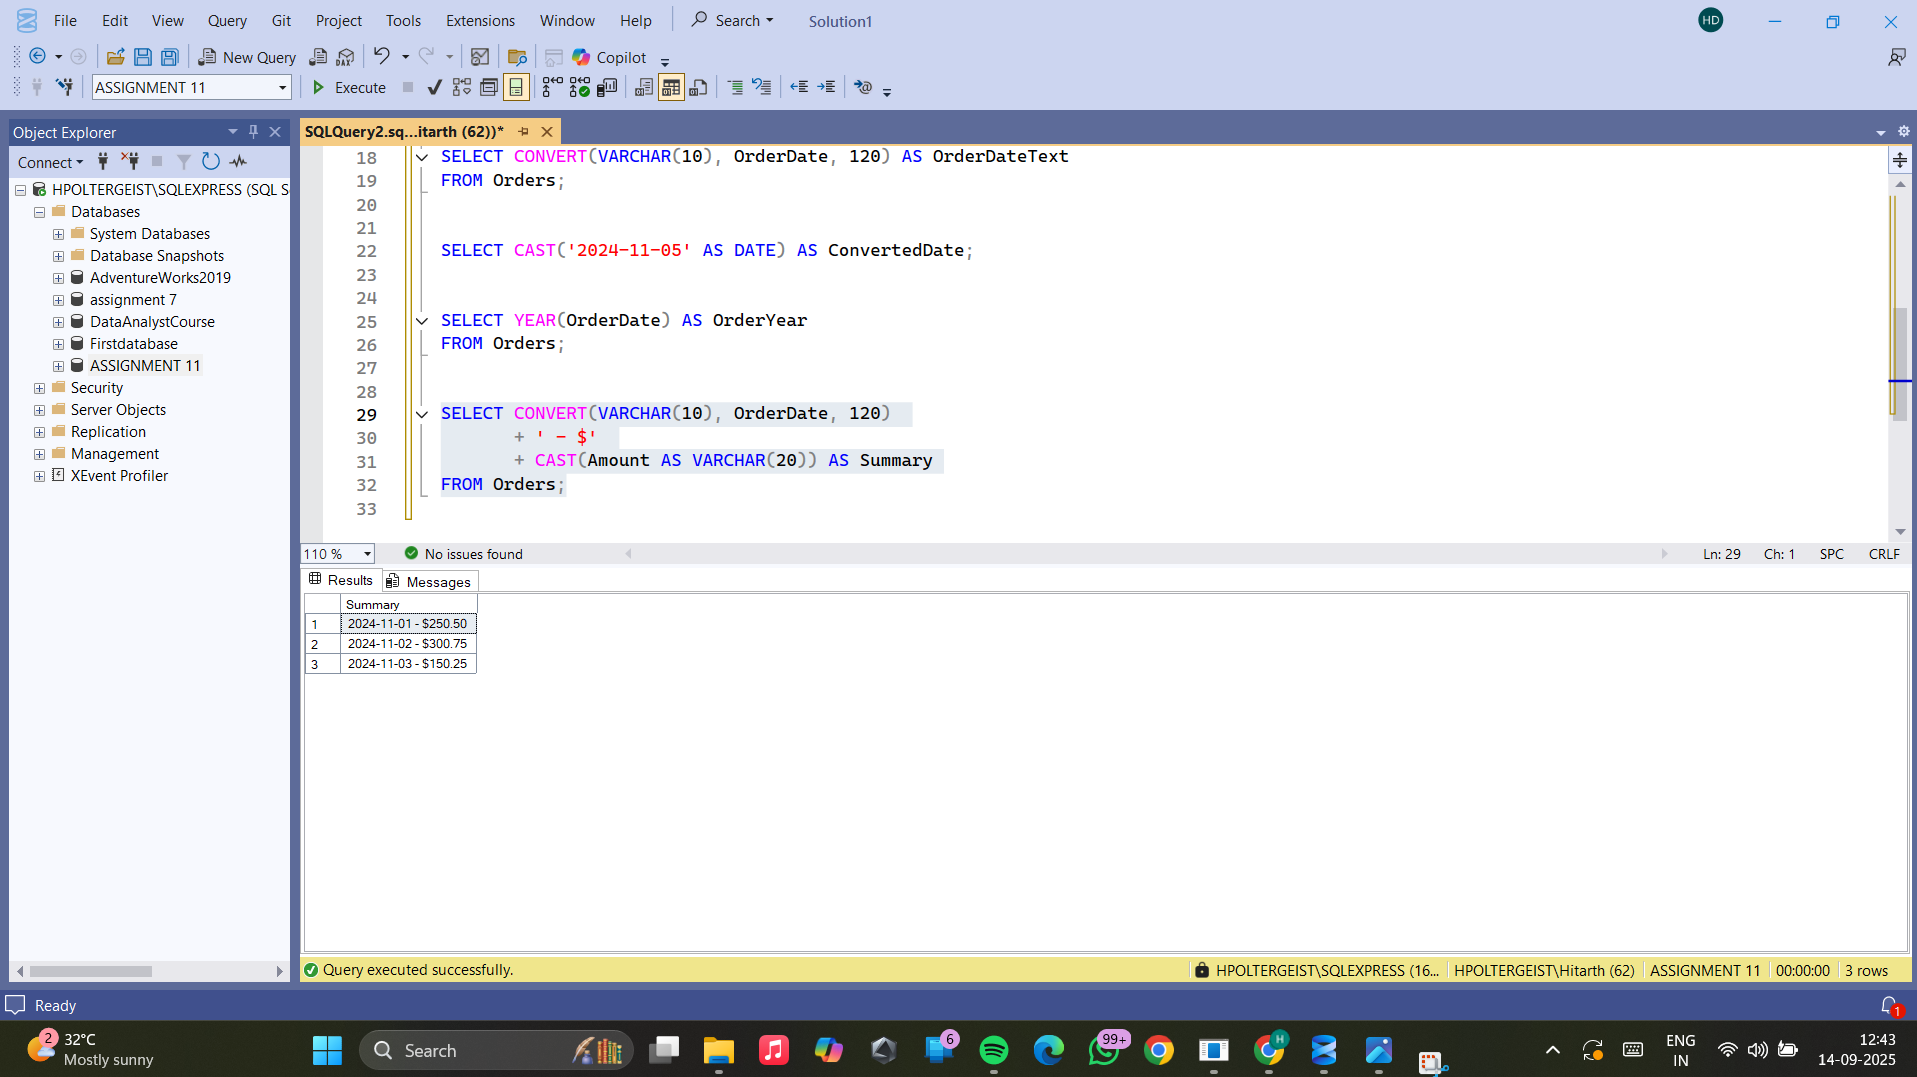 File Edit View Query Git Project Tools Extensions Window Help Search Solution1 HD
New Query DAX Copilot
ASSIGNMENT 11 Execute
Object Explorer
Connect
HPOLTERGEIST\SQLEXPRESS (SQL S
Databases
System Databases
Database Snapshots
AdventureWorks2019
assignment 7
DataAnalystCourse
Firstdatabase
ASSIGNMENT 11
Security
Server Objects
Replication
Management
XEvent Profiler
SQLQuery2.sq...itarth (62))*
18 SELECT CONVERT(VARCHAR(10), OrderDate, 120) AS OrderDateText
19 FROM Orders;
20
21
22 SELECT CAST('2024-11-05' AS DATE) AS ConvertedDate;
23
24
25 SELECT YEAR(OrderDate) AS OrderYear
26 FROM Orders;
27
28
29 SELECT CONVERT(VARCHAR(10), OrderDate, 120)
30 + ' - $'
31 + CAST(Amount AS VARCHAR(20)) AS Summary
32 FROM Orders;
33
110 % No issues found Ln: 29 Ch: 1 SPC CRLF
Results Messages
Summary
1 2024-11-01 - $250.50
2 2024-11-02 - $300.75
3 2024-11-03 - $150.25
Query executed successfully. HPOLTERGEIST\SQLEXPRESS (16... HPOLTERGEIST\Hitarth (62) ASSIGNMENT 11 00:00:00 3 rows
Ready 1
2 32°C
Mostly sunny
Search 6 99+ H
ENG
IN
12:43
14-09-2025